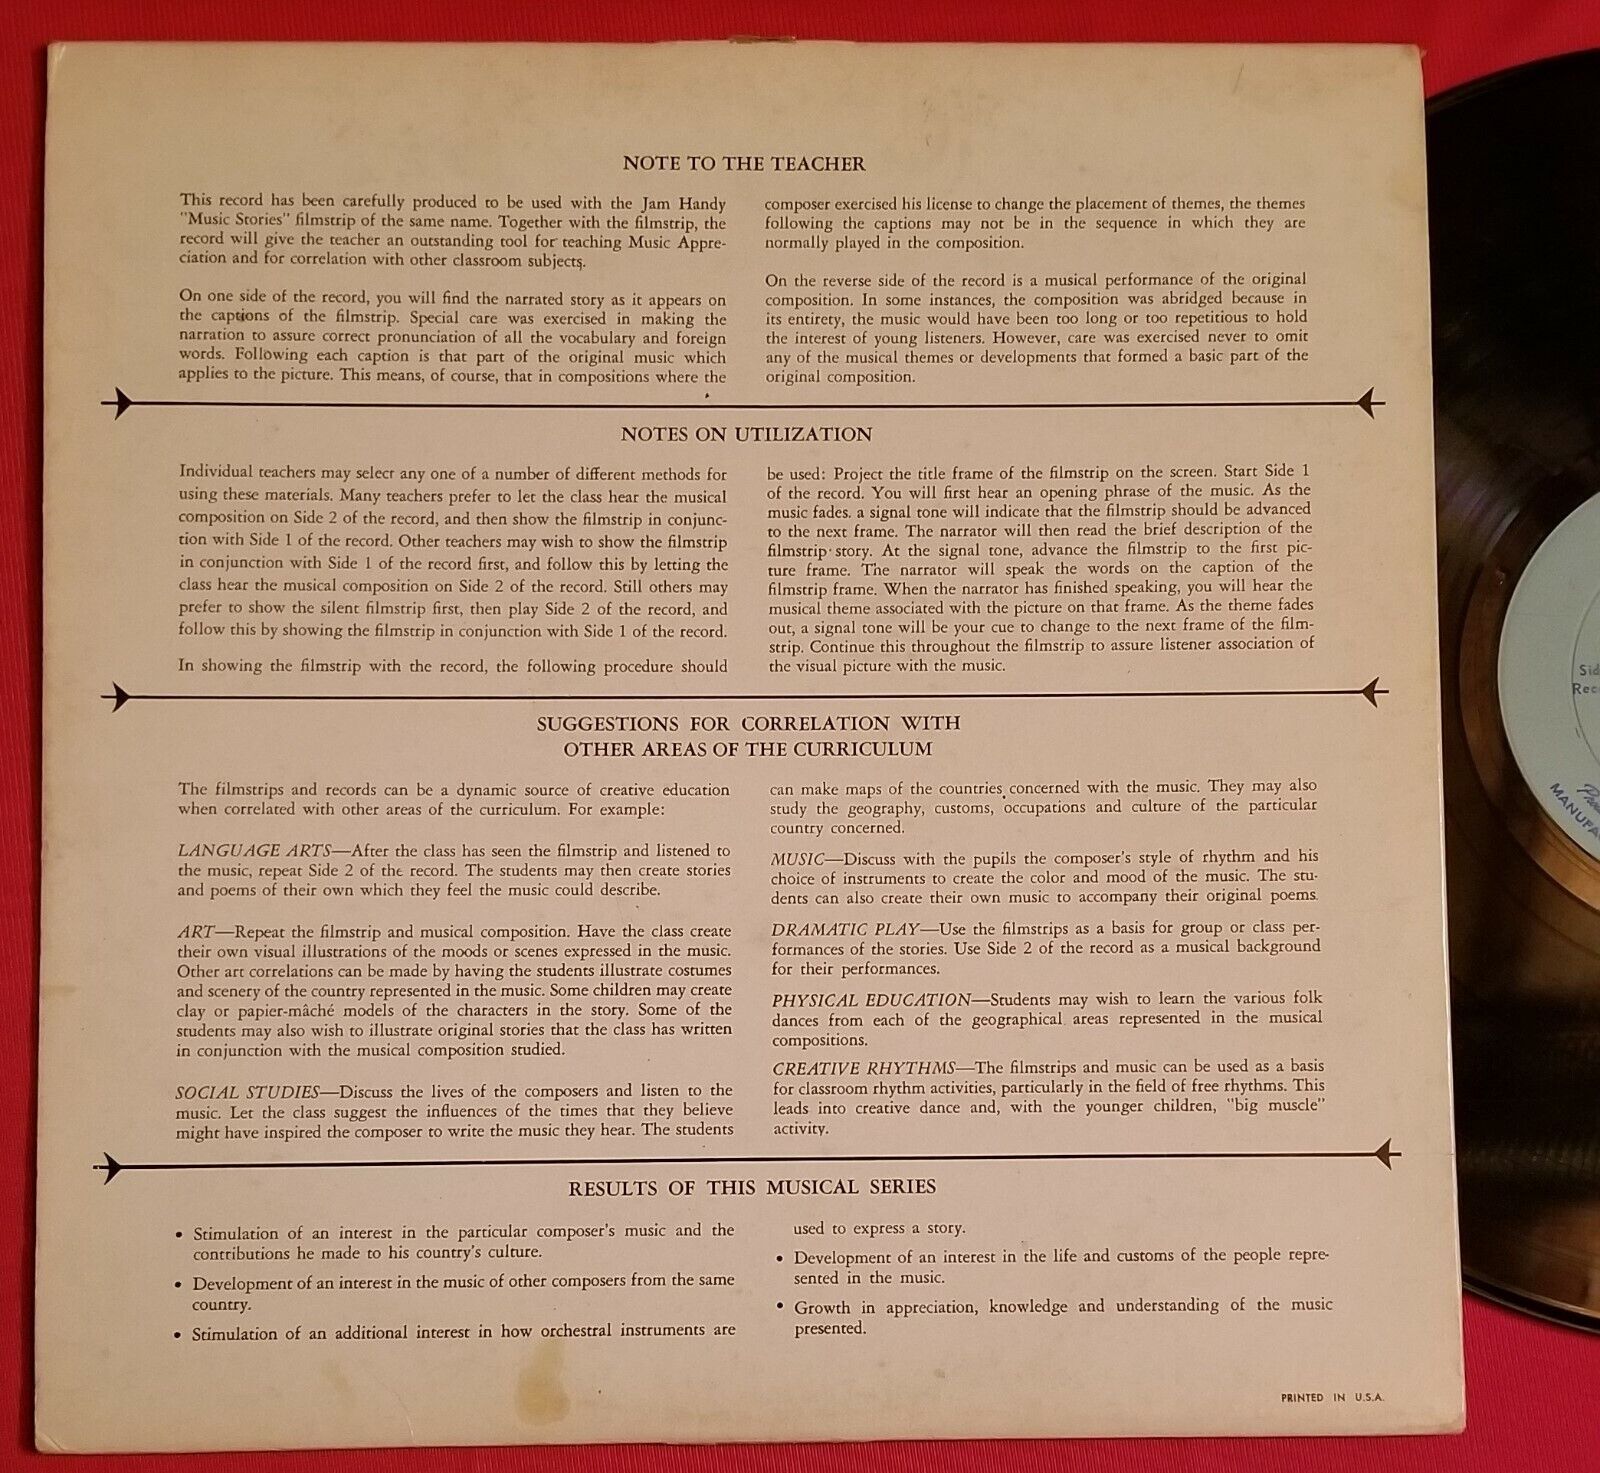 NOTE TO THE TEACHER
This record has been carefully produced to be used with the Jam Handy
"Music Stories" filmstrip of the same name. Together with the filmstrip, the
record will give the teacher an outstanding tool for teaching Music Appre-
ciation and for correlation with other classroom subjects.
On one side of the record, you will find the narrated story as it appears on
the captions of the filmstrip. Special care was exercised in making the
narration to assure correct pronunciation of all the vocabulary and foreign
words. Following each caption is that part of the original music which
applies to the picture. This means, of course, that in compositions where the
composer exercised his license to change the placement of themes, the themes
following the captions may not be in the sequence in which they are
normally played in the composition.
On the reverse side of the record is a musical performance of the original
composition. In some instances, the composition was abridged because in
its entirety, the music would have been too long or too repetitious to hold
the interest of young listeners. However, care was exercised never to omit
any of the musical themes or developments that formed a basic part of the
original composition.
NOTES ON UTILIZATION
Individual teachers may select any one of a number of different methods for
using these materials. Many teachers prefer to let the class hear the musical
composition on Side 2 of the record, and then show the filmstrip in conjunc-
tion with Side 1 of the record. Other teachers may wish to show the filmstrip
in conjunction with Side 1 of the record first, and follow this by letting the
class hear the musical composition on Side 2 of the record. Still others may
prefer to show the silent filmstrip first, then play Side 2 of the record, and
follow this by showing the filmstrip in conjunction with Side 1 of the record.
In showing the filmstrip with the record, the following procedure should
be used: Project the title frame of the filmstrip on the screen. Start Side 1
of the record. You will first hear an opening phrase of the music. As the
music fades. a signal tone will indicate that the filmstrip should be advanced
to the next frame. The narrator will then read the brief description of the
filmstrip story. At the signal tone, advance the filmstrip to the first pic-
ture frame. The narrator will speak the words on the caption of the
filmstrip frame. When the narrator has finished speaking, you will hear the
musical theme associated with the picture on that frame. As the theme fades
out, a signal tone will be your cue to change to the next frame of the film-
strip. Continue this throughout the filmstrip to assure listener association of
the visual picture with the music.
SUGGESTIONS FOR CORRELATION WITH
OTHER AREAS OF THE CURRICULUM
The filmstrips and records can be a dynamic source of creative education
when correlated with other areas of the curriculum. For example:
LANGUAGE ARTS—After the class has seen the filmstrip and listened to
the music, repeat Side 2 of the record. The students may then create stories
and poems of their own which they feel the music could describe.
ART—Repeat the filmstrip and musical composition. Have the class create
their own visual illustrations of the moods or scenes expressed in the music.
Other art correlations can be made by having the students illustrate costumes
and scenery of the country represented in the music. Some children may create
clay or papier-mâché models of the characters in the story. Some of the
students may also wish to illustrate original stories that the class has written
in conjunction with the musical composition studied.
SOCIAL STUDIES—Discuss the lives of the composers and listen to the
music. Let the class suggest the influences of the times that they believe
might have inspired the composer to write the music they hear. The students
can make maps of the countries concerned with the music. They may also
study the geography, customs, occupations and culture of the particular
country concerned.
MUSIC—Discuss with the pupils the composer's style of rhythm and his
choice of instruments to create the color and mood of the music. The stu-
dents can also create their own music to accompany their original poems.
DRAMATIC PLAY—Use the filmstrips as a basis for group or class per-
formances of the stories. Use Side 2 of the record as a musical background
for their performances.
PHYSICAL EDUCATION—Students may wish to learn the various folk
dances from each of the geographical areas represented in the musical
compositions.
CREATIVE RHYTHMS—The filmstrips and music can be used as a basis
for classroom rhythm activities, particularly in the field of free rhythms. This
leads into creative dance and, with the younger children, "big muscle"
activity.
RESULTS OF THIS MUSICAL SERIES
• Stimulation of an interest in the particular composer's music and the
contributions he made to his country's culture.
• Development of an interest in the music of other composers from the same
country.
• Stimulation of an additional interest in how orchestral instruments are
used to express a story.
• Development of an interest in the life and customs of the people repre-
sented in the music.
• Growth in appreciation, knowledge and understanding of the music
presented.
PRINTED IN U.S.A.